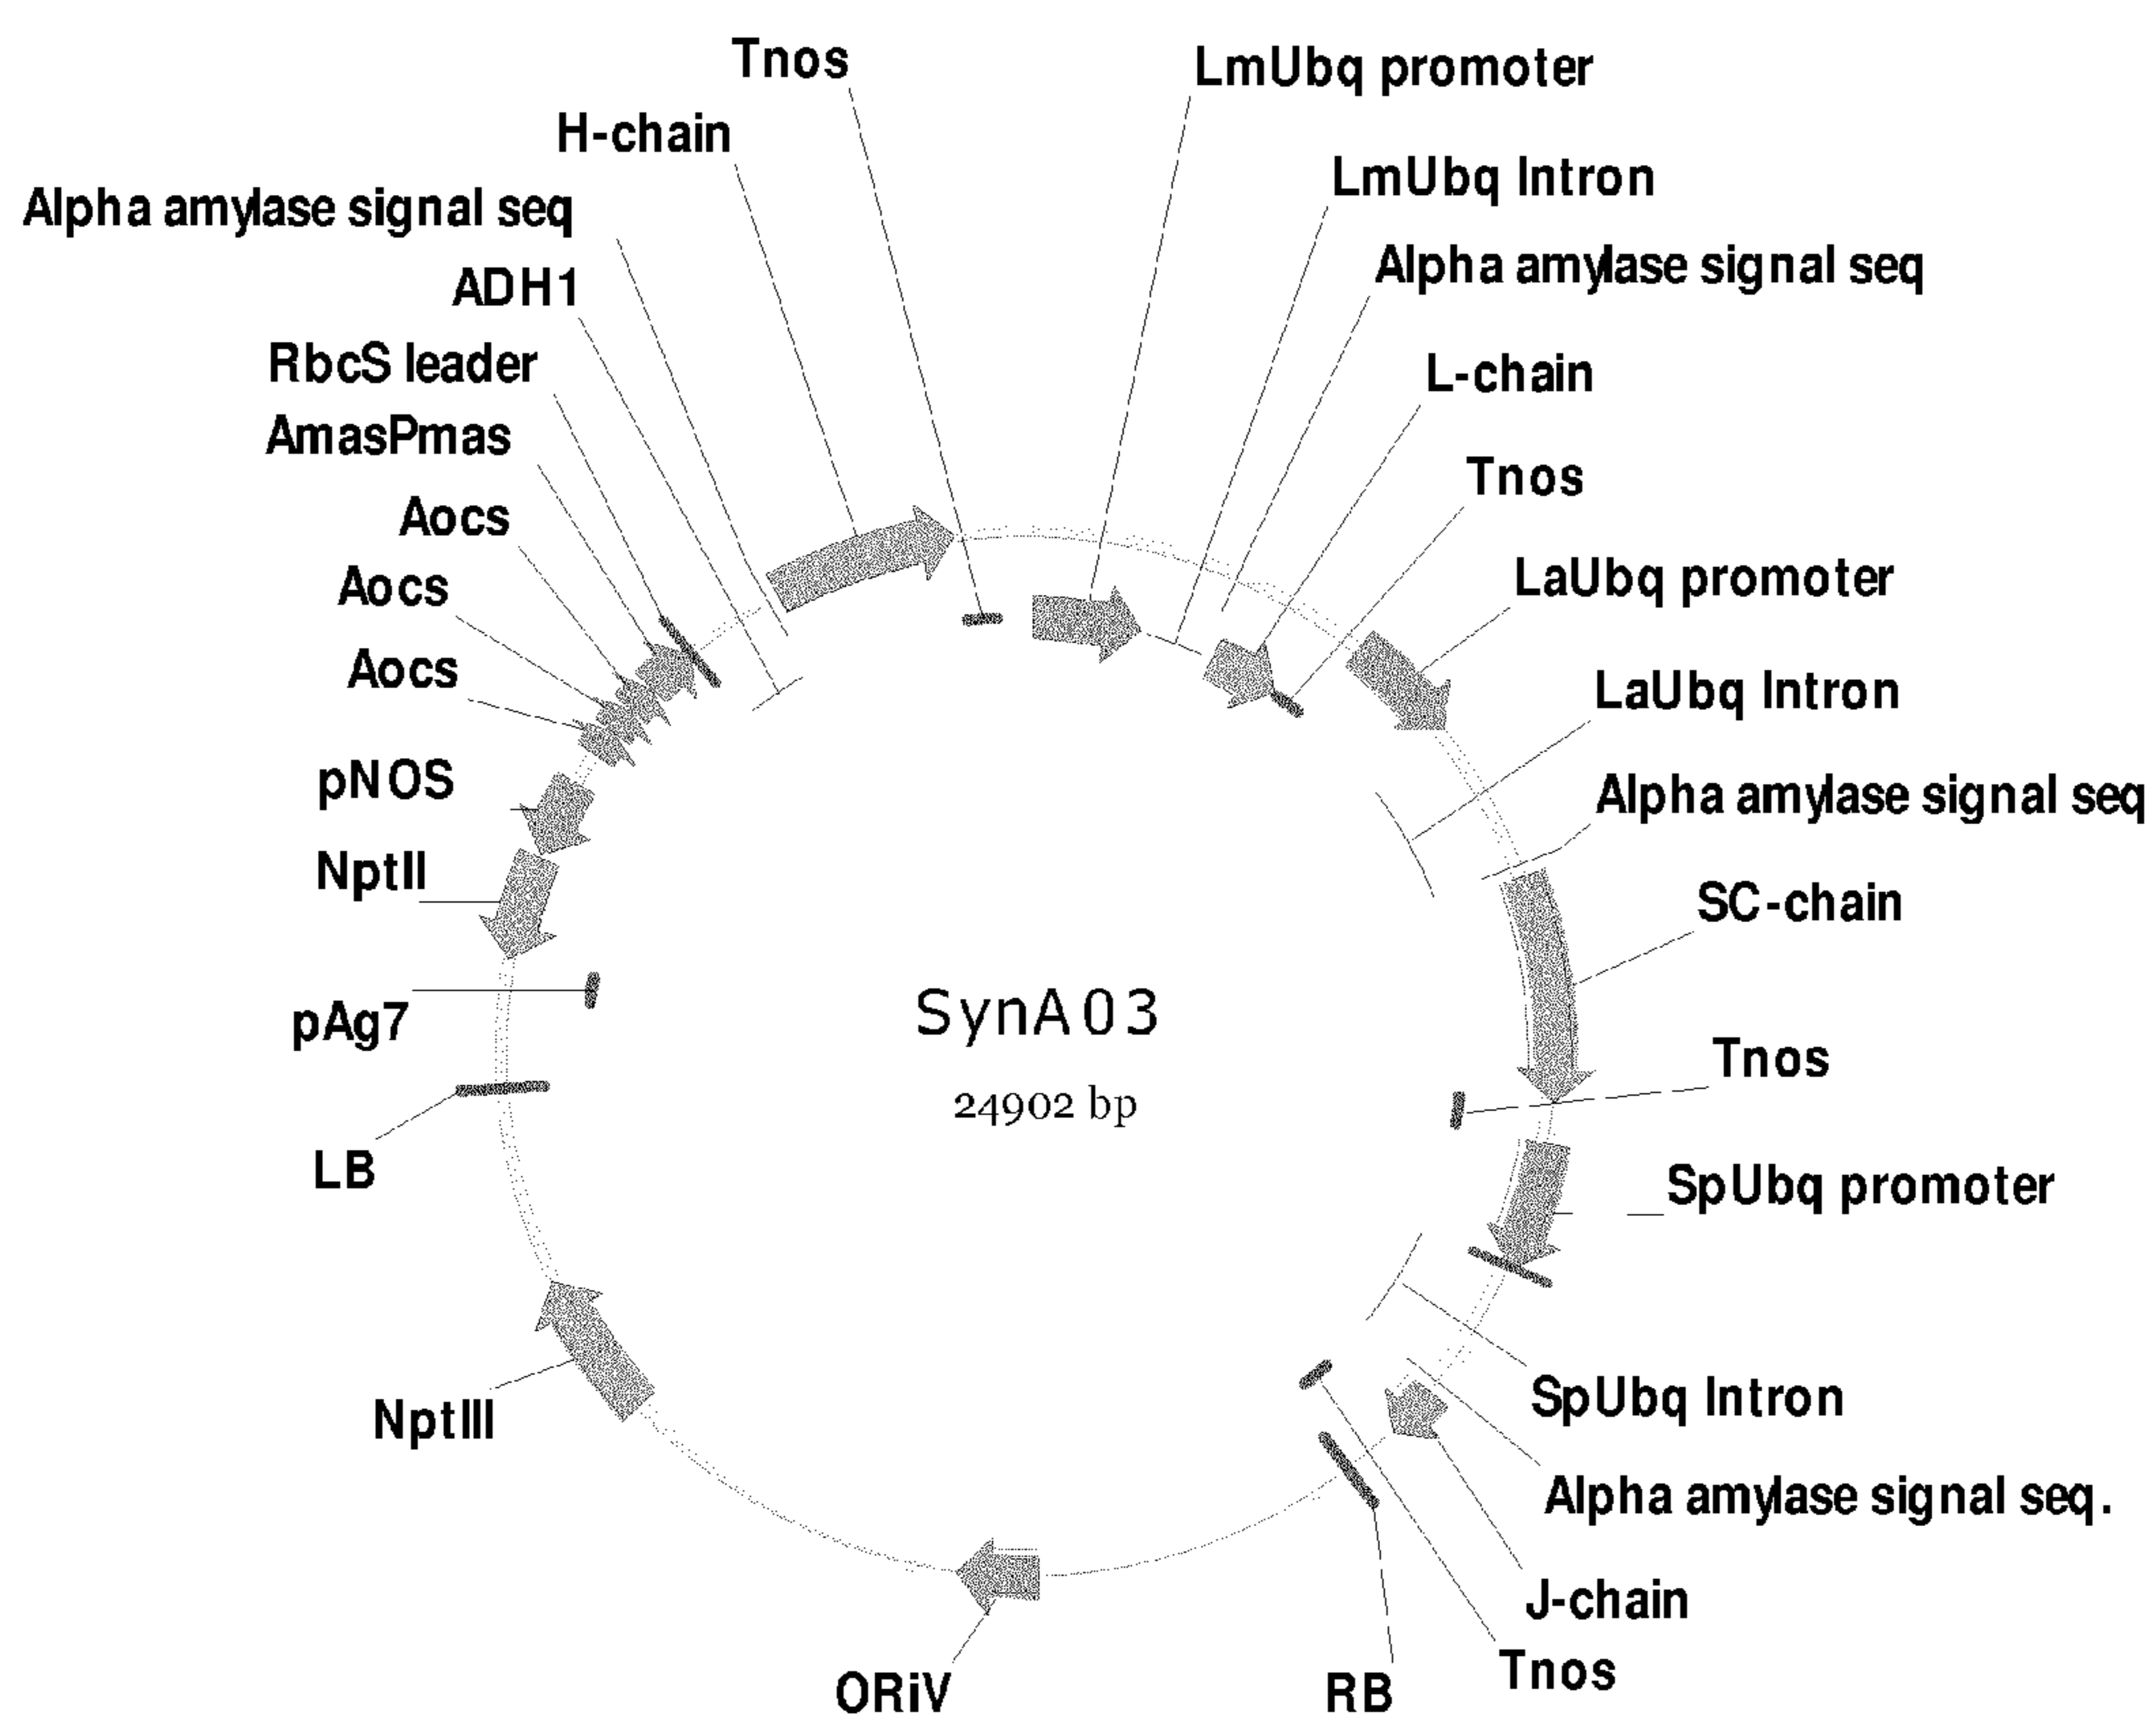 Tnos
LmUbq promoter
H-chain
LmUbq Intron
Alpha amylase signal seq
Alpha amylase signal seq
ADH1
RbcS leader
L-chain
AmasPmas
Tnos
Aocs
LaUbq promoter
Aocs
Aocs
LaUbq Intron
pNOS
Alpha amylase signal seq
NptII
SC-chain
SynA03
pAg7
Tnos
24902 bp
LB
SpUbq promoter
SpUbq Intron
NptIII
Alpha amylase signal seq.
J-chain
Tnos
ORiV
RB